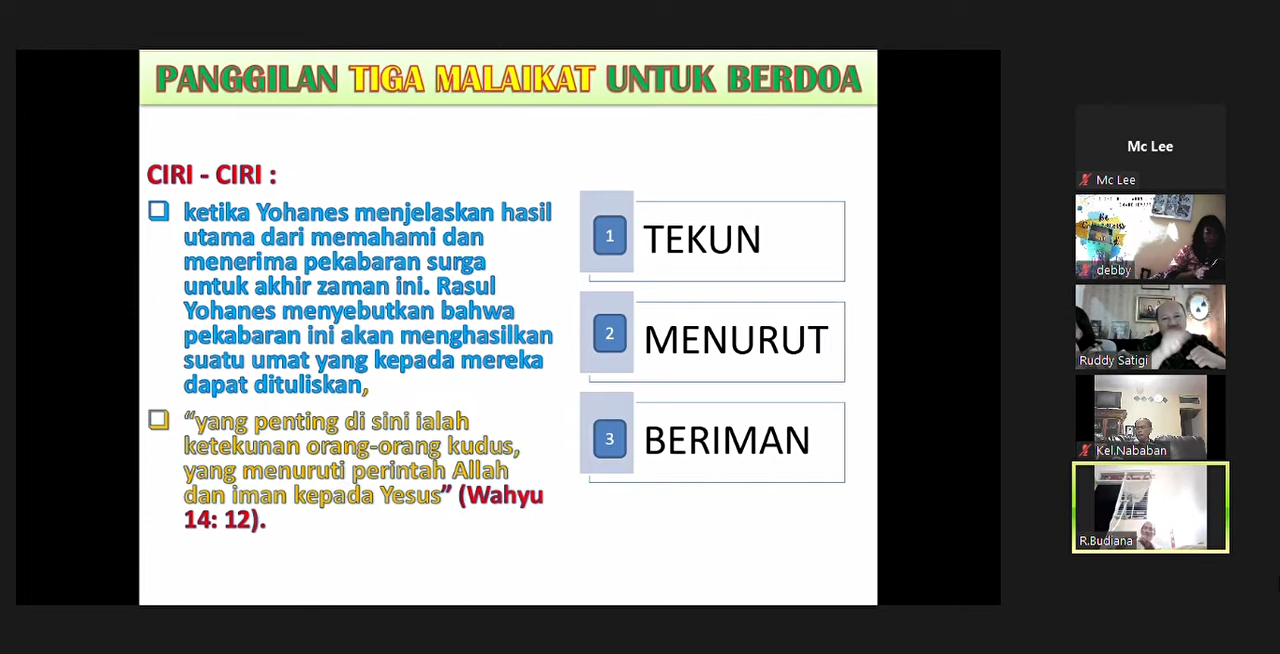 PANGGILAN TIGA MALAIKAT UNTUK BERDOA
CIRI - CIRI :
ketika Yohanes menjelaskan hasil
utama dari memahami dan
menerima pekabaran surga
untuk akhir zaman ini. Rasul
Yohanes menyebutkan bahwa
pekabaran ini akan menghasilkan
suatu umat yang kepada mereka
dapat dituliskan,
“yang penting di sini ialah
ketekunan orang-orang kudus,
yang menuruti perintah Allah
dan iman kepada Yesus” (Wahyu
14: 12).
1 TEKUN
2 MENURUT
3 BERIMAN
Mc Lee
Mc Lee
debby
Ruddy Satigi
Kel.Nababan
R.Budiana